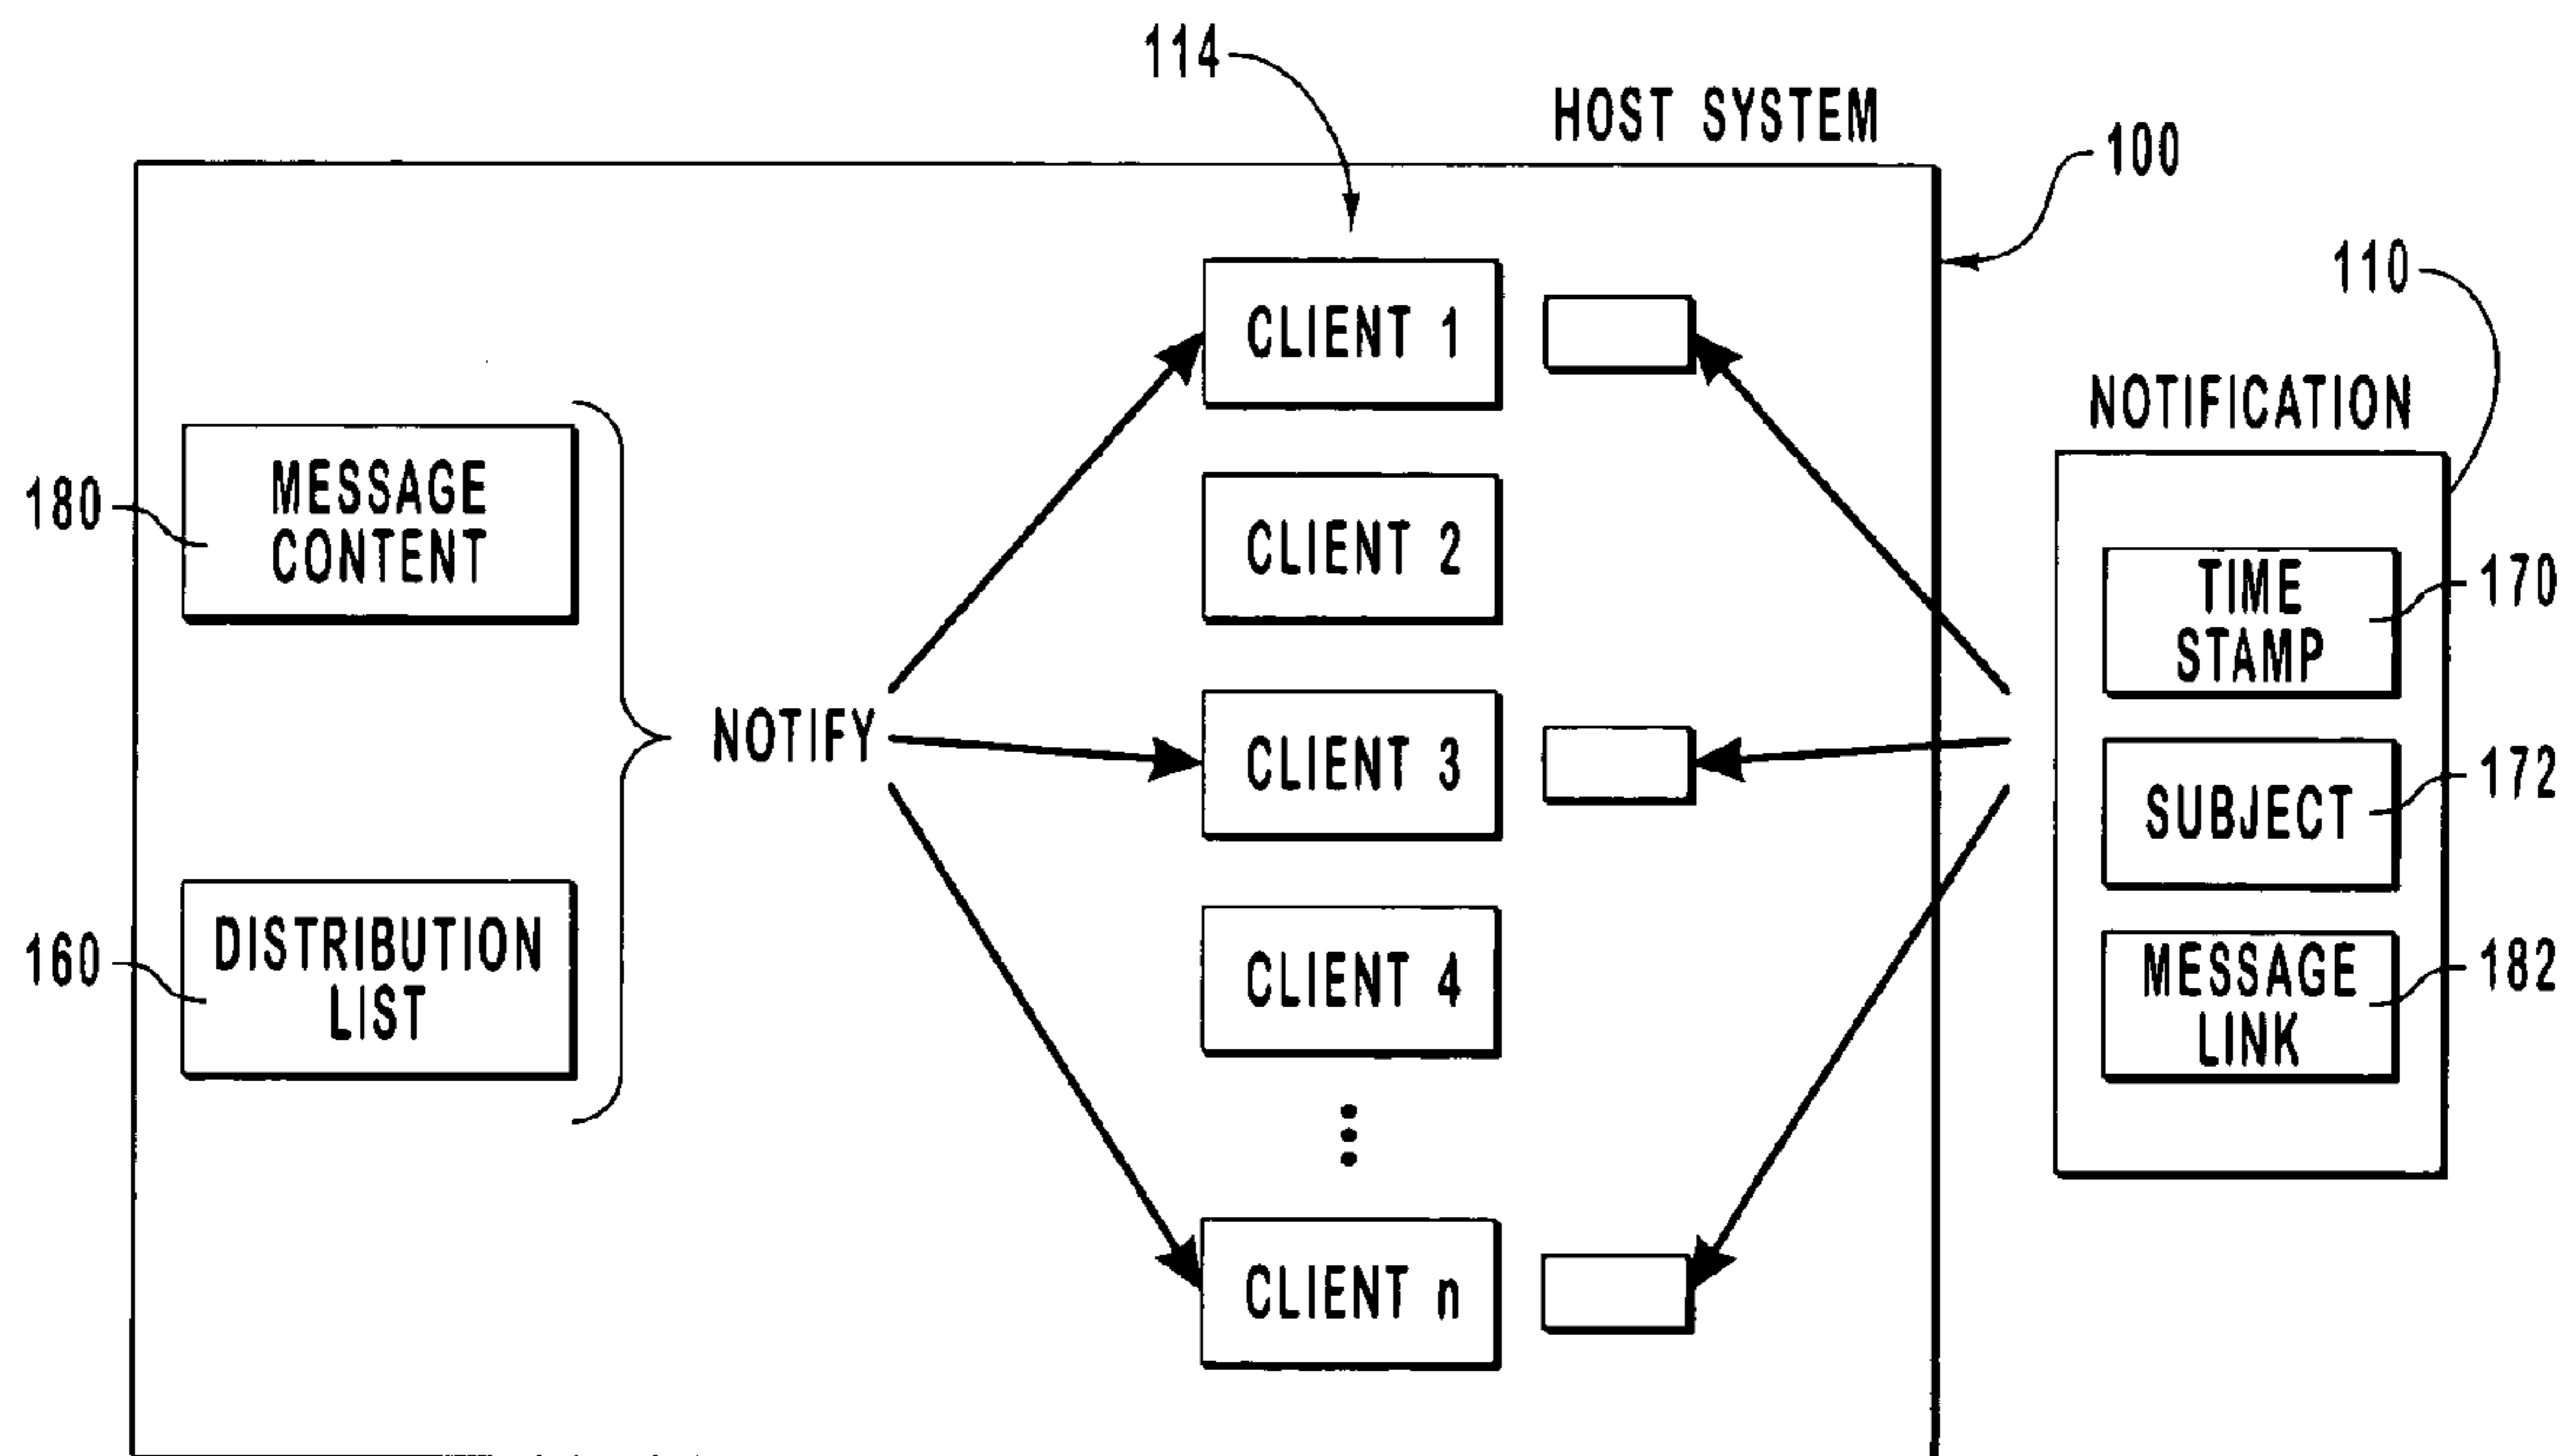 114
HOST SYSTEM
100
110
NOTIFICATION
CLIENT 1
MESSAGE
CONTENT
180
CLIENT 2
TIME
STAMP
170
NOTIFY
CLIENT 3
SUBJECT
172
DISTRIBUTION
LIST
160
CLIENT 4
MESSAGE
LINK
182
CLIENT n